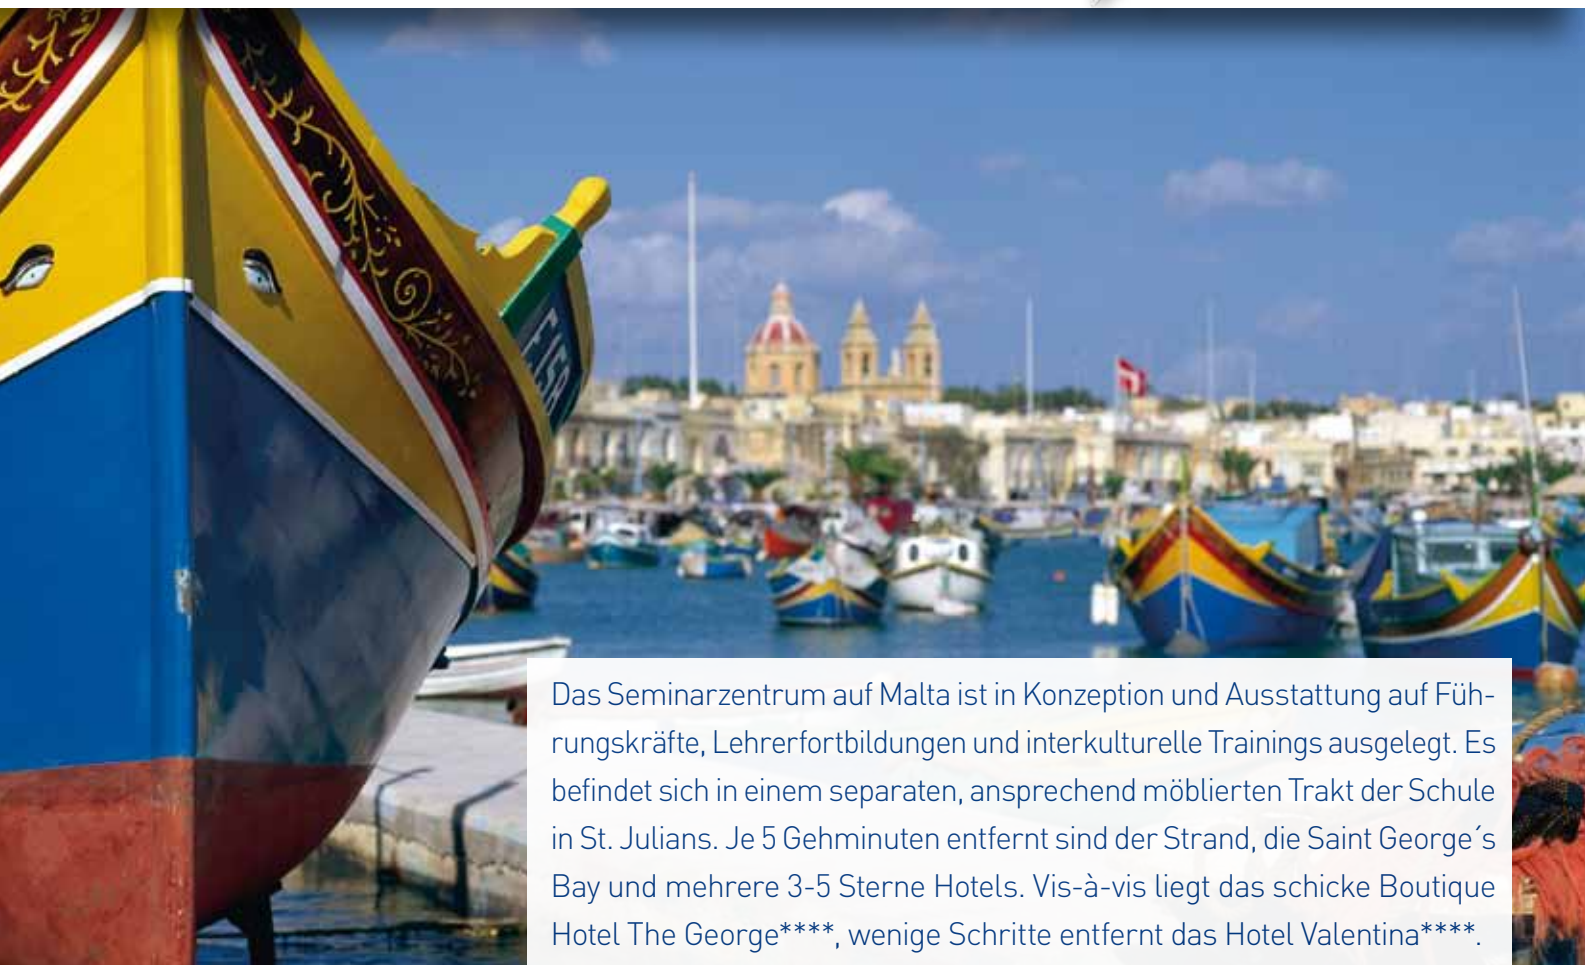 Das Seminarzentrum auf Malta ist in Konzeption und Ausstattung auf Füh-
rungskräfte, Lehrerfortbildungen und interkulturelle Trainings ausgelegt. Es
befindet sich in einem separaten, ansprechend möblierten Trakt der Schule
in St. Julians. Je 5 Gehminuten entfernt sind der Strand, die Saint George´s
Bay und mehrere 3-5 Sterne Hotels. Vis-à-vis liegt das schicke Boutique
Hotel The George****, wenige Schritte entfernt das Hotel Valentina****.